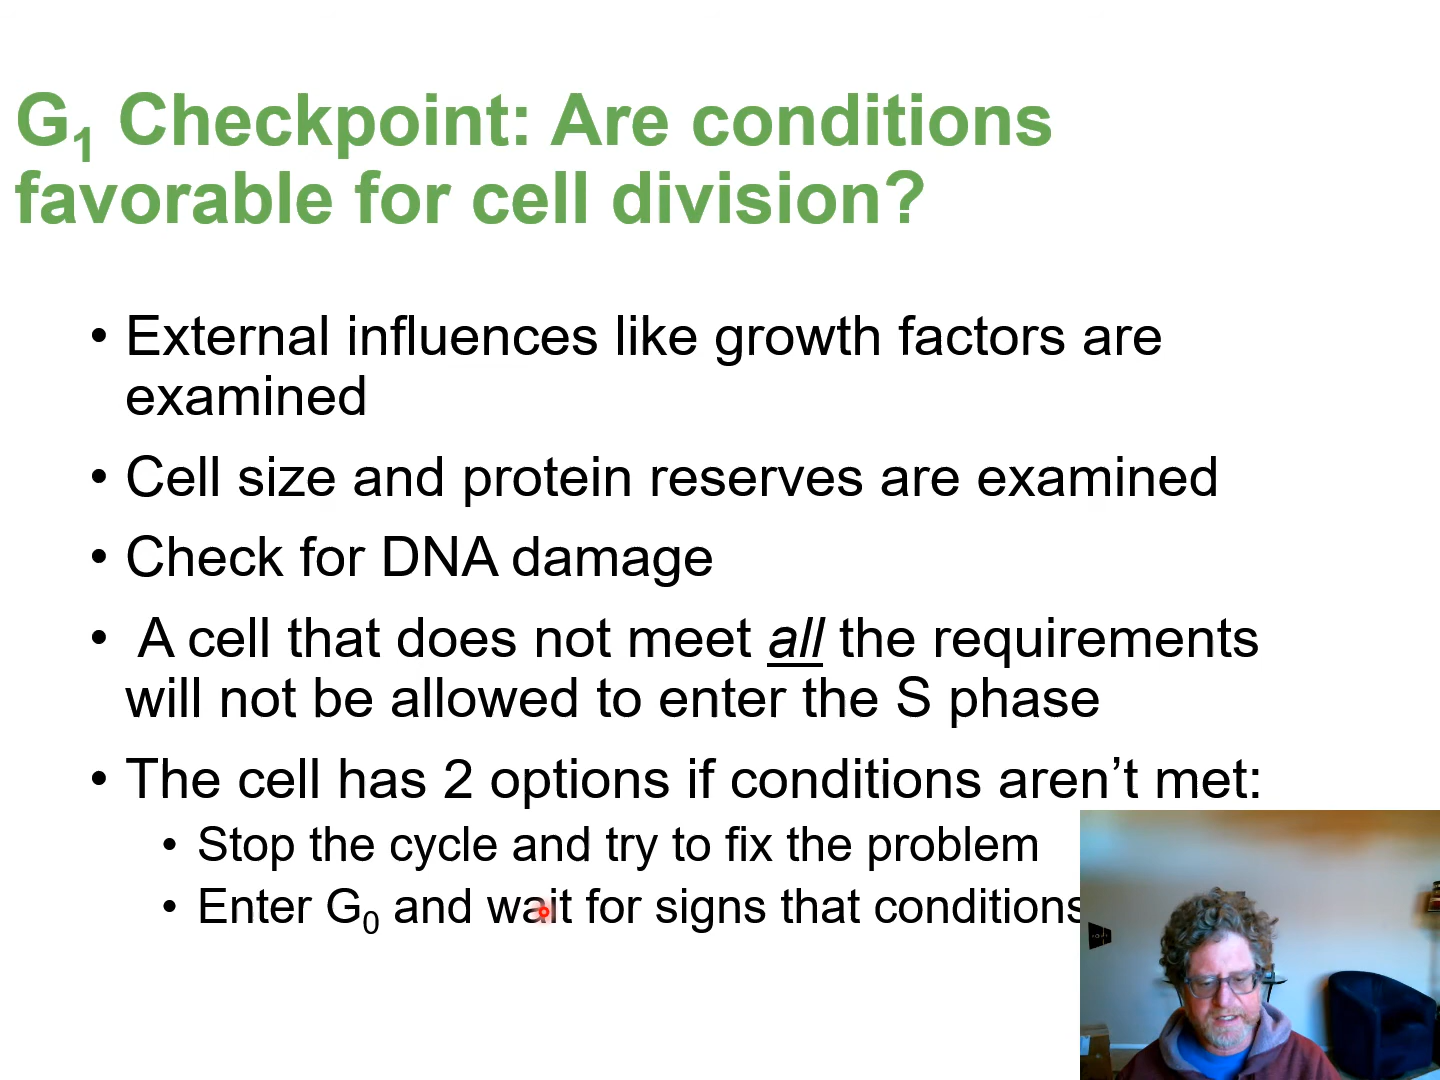 G₁ Checkpoint: Are conditions
favorable for cell division?
• External influences like growth factors are
examined
• Cell size and protein reserves are examined
• Check for DNA damage
• A cell that does not meet all the requirements
will not be allowed to enter the S phase
• The cell has 2 options if conditions aren’t met:
• Stop the cycle and try to fix the problem
• Enter G₀ and wait for signs that conditions